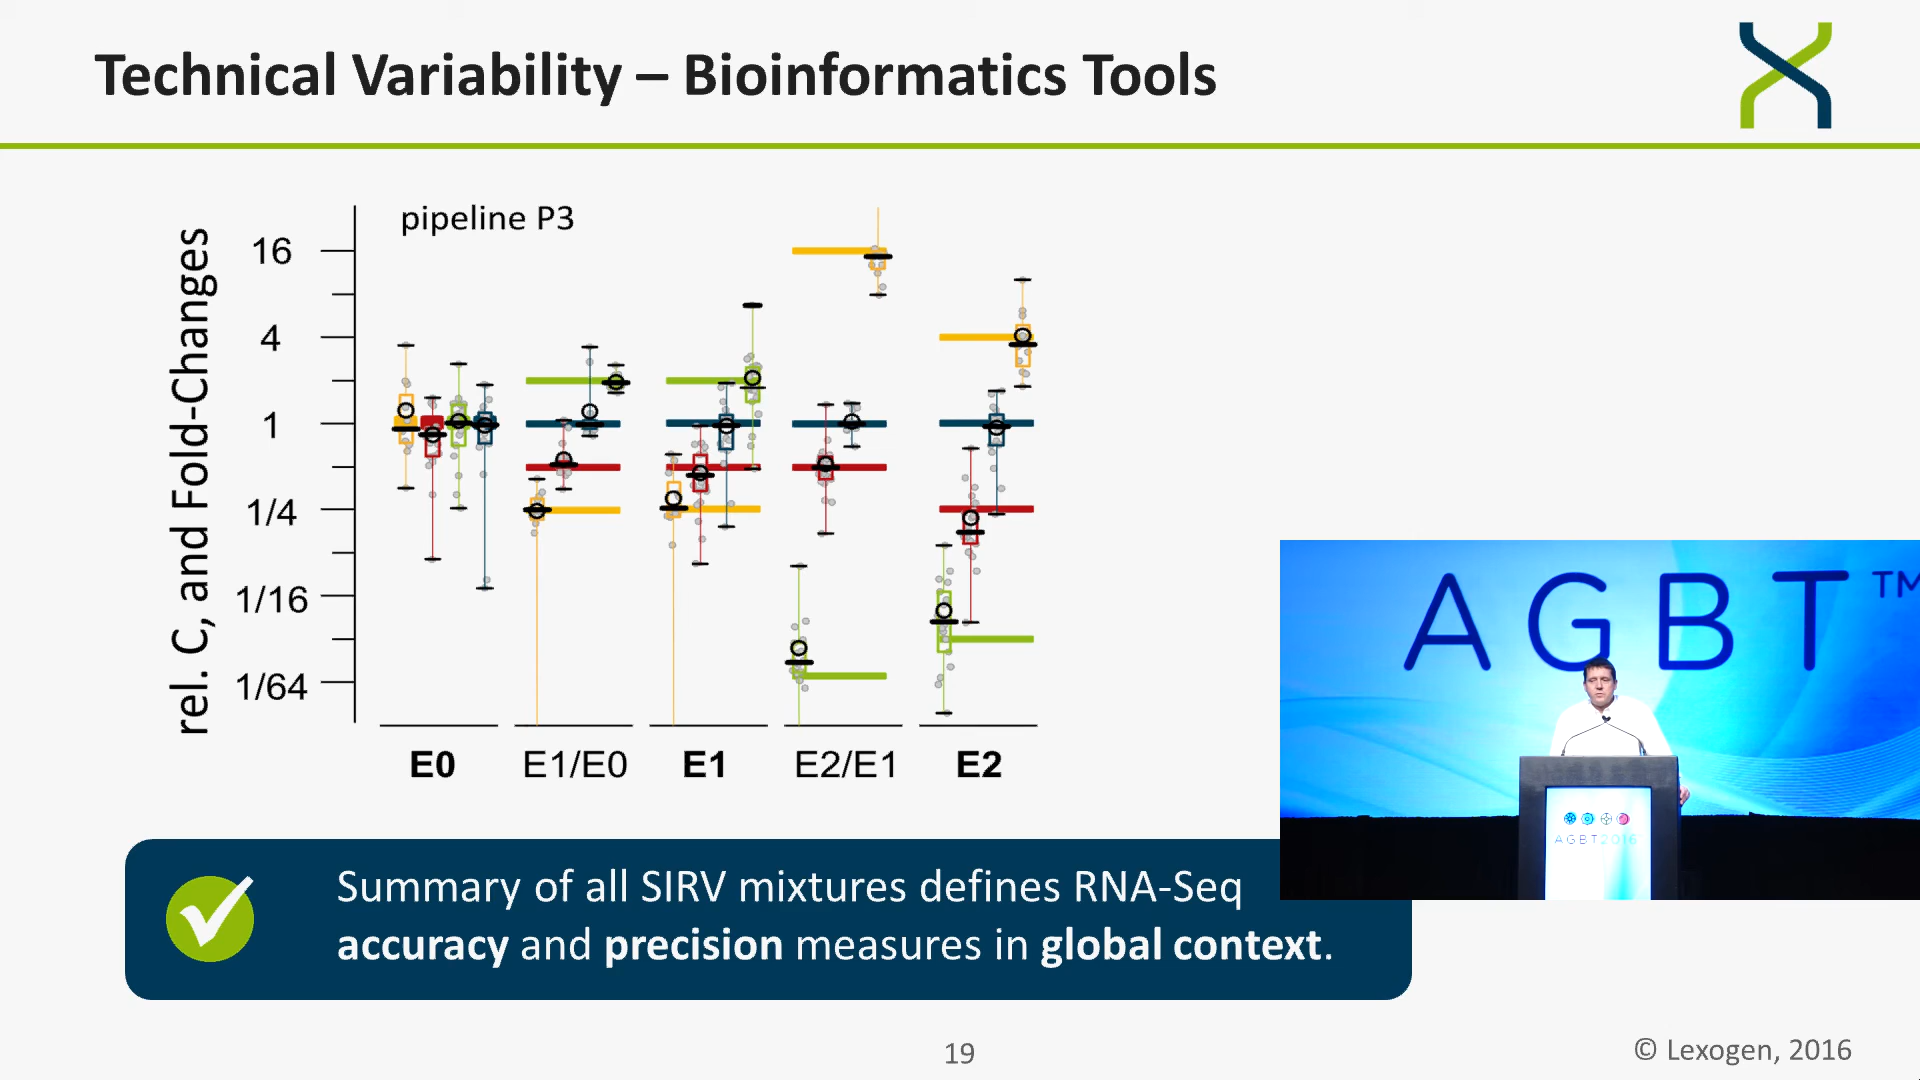 Technical Variability – Bioinformatics Tools
pipeline P3
rel. C, and Fold-Changes
16
4
1
1/4
1/16
1/64
E0 E1/E0 E1 E2/E1 E2
AGBT™
AGBT2016
Summary of all SIRV mixtures defines RNA-Seq
accuracy and precision measures in global context.
19
© Lexogen, 2016